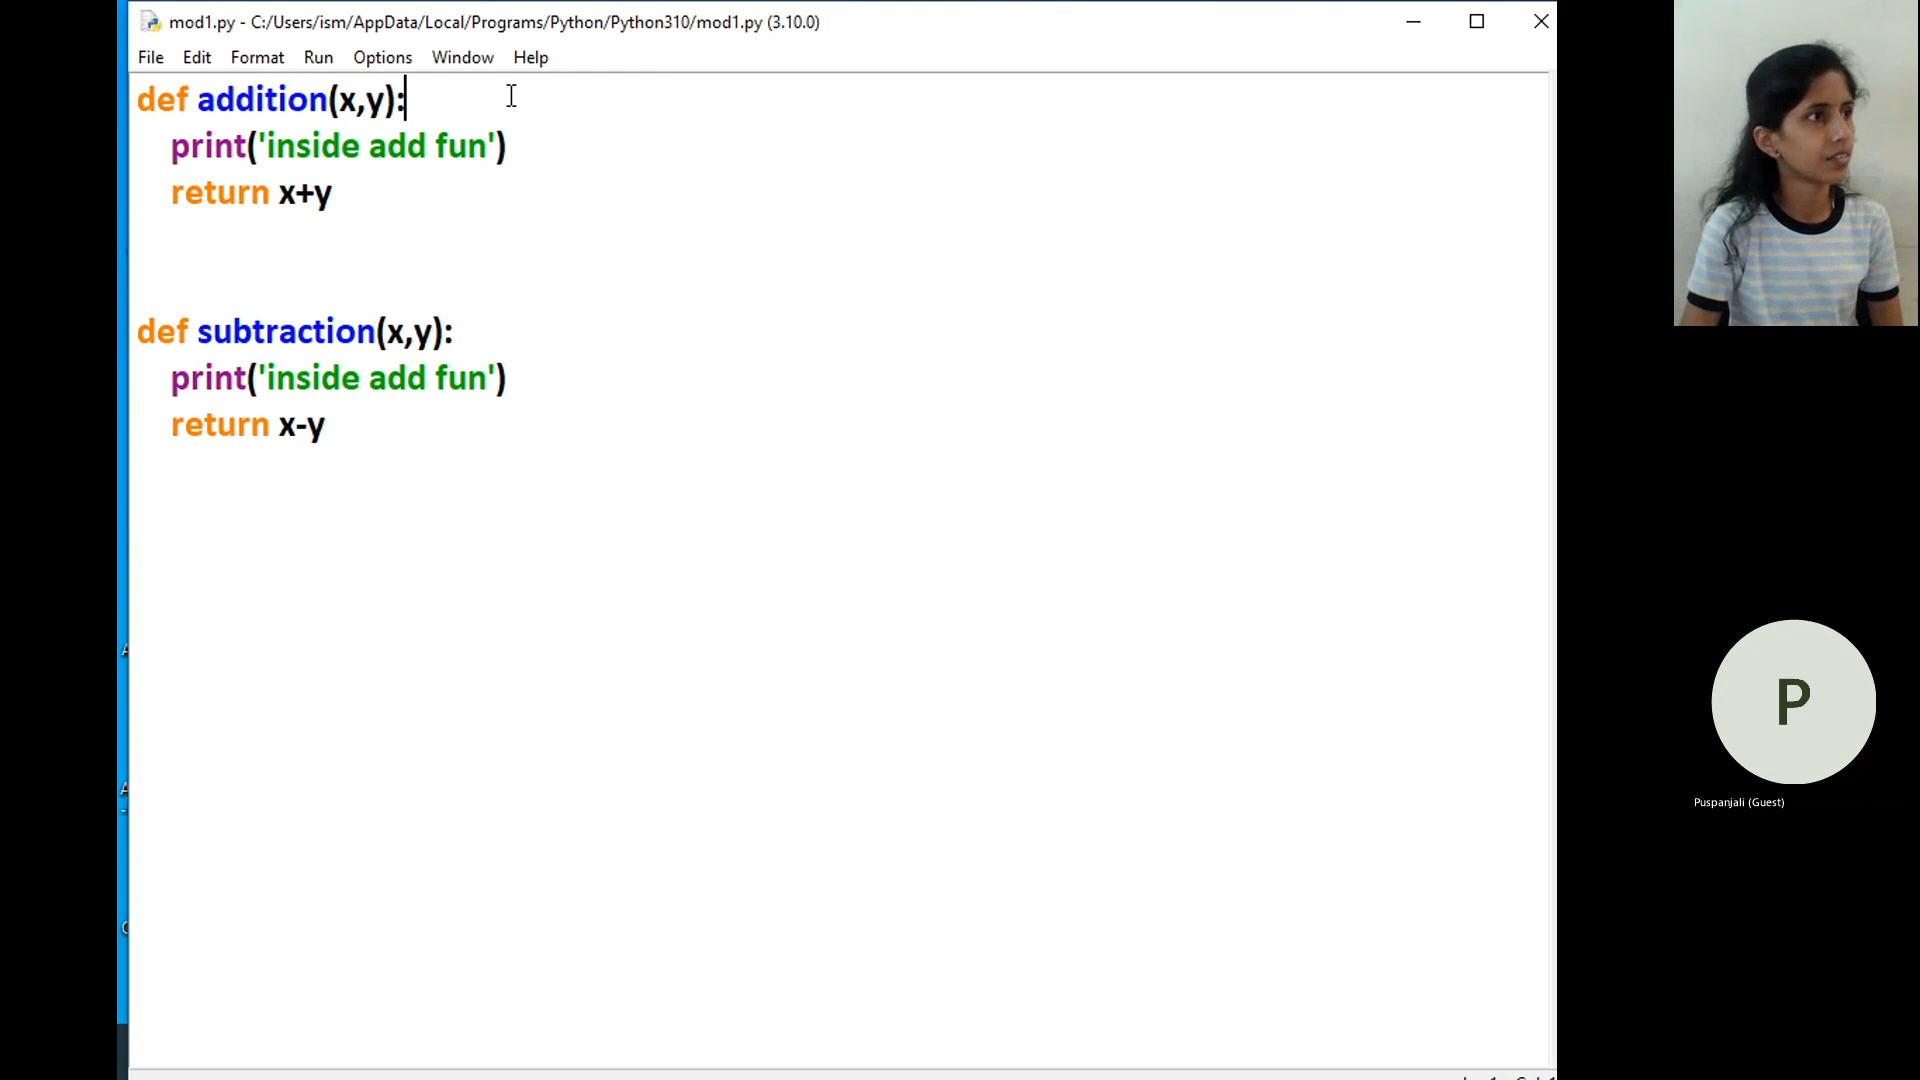 mod1.py - C:/Users/ism/AppData/Local/Programs/Python/Python310/mod1.py (3.10.0)
File Edit Format Run Options Window Help
def addition(x,y):
    print('inside add fun')
    return x+y
def subtraction(x,y):
    print('inside add fun')
    return x-y
P
Puspanjali (Guest)